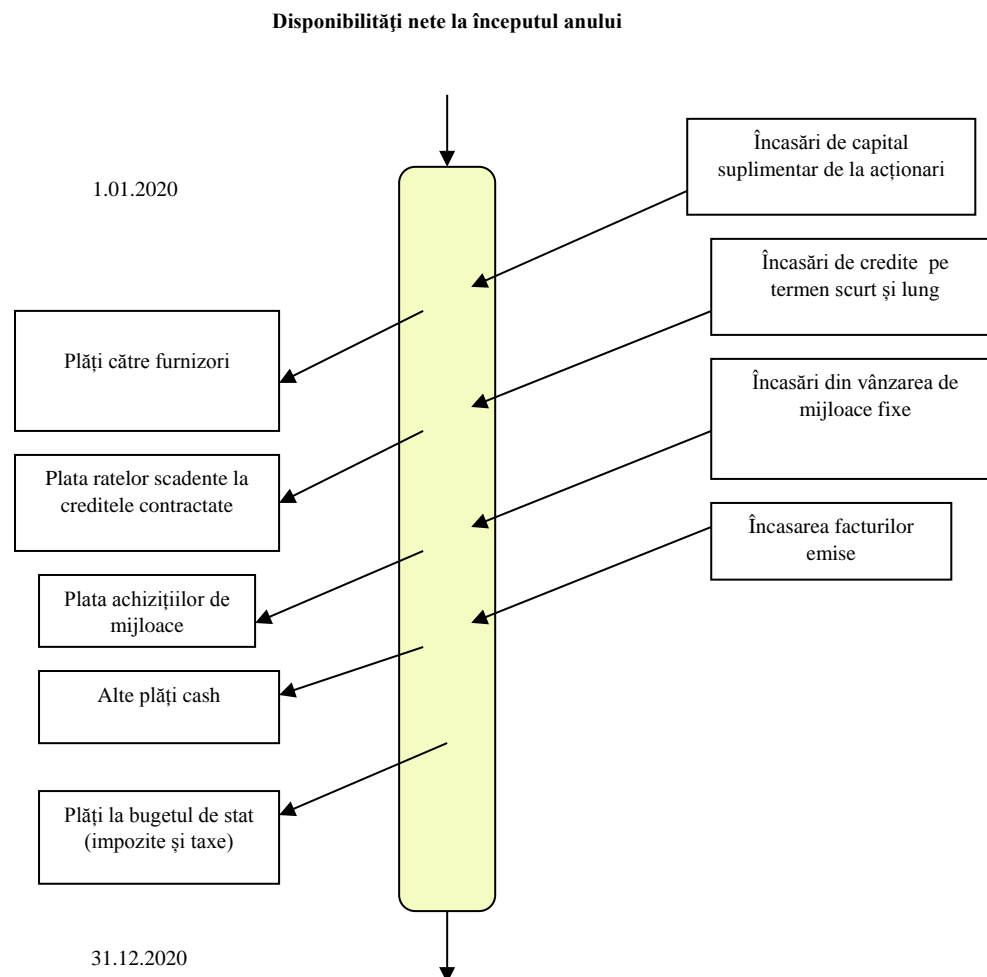 Disponibilităţi nete la începutul anului
Încasări de capital
suplimentar de la acționari
1.01.2020
Încasări de credite pe
termen scurt și lung
Plăți către furnizori
Încasări din vânzarea de
mijloace fixe
Plata ratelor scadente la
creditele contractate
Încasarea facturilor
emise
Plata achizițiilor de
mijloace
Alte plăți cash
Plăți la bugetul de stat
(impozite și taxe)
31.12.2020